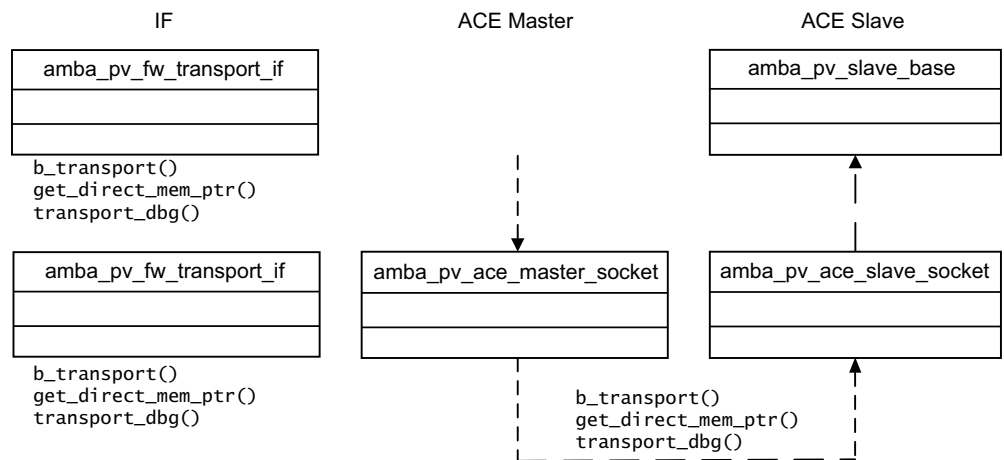 IF
ACE Master
ACE Slave
amba_pv_fw_transport_if
amba_pv_slave_base
b_transport()
get_direct_mem_ptr()
transport_dbg()
amba_pv_fw_transport_if
amba_pv_ace_master_socket
amba_pv_ace_slave_socket
b_transport()
get_direct_mem_ptr()
transport_dbg()
b_transport()
get_direct_mem_ptr()
transport_dbg()